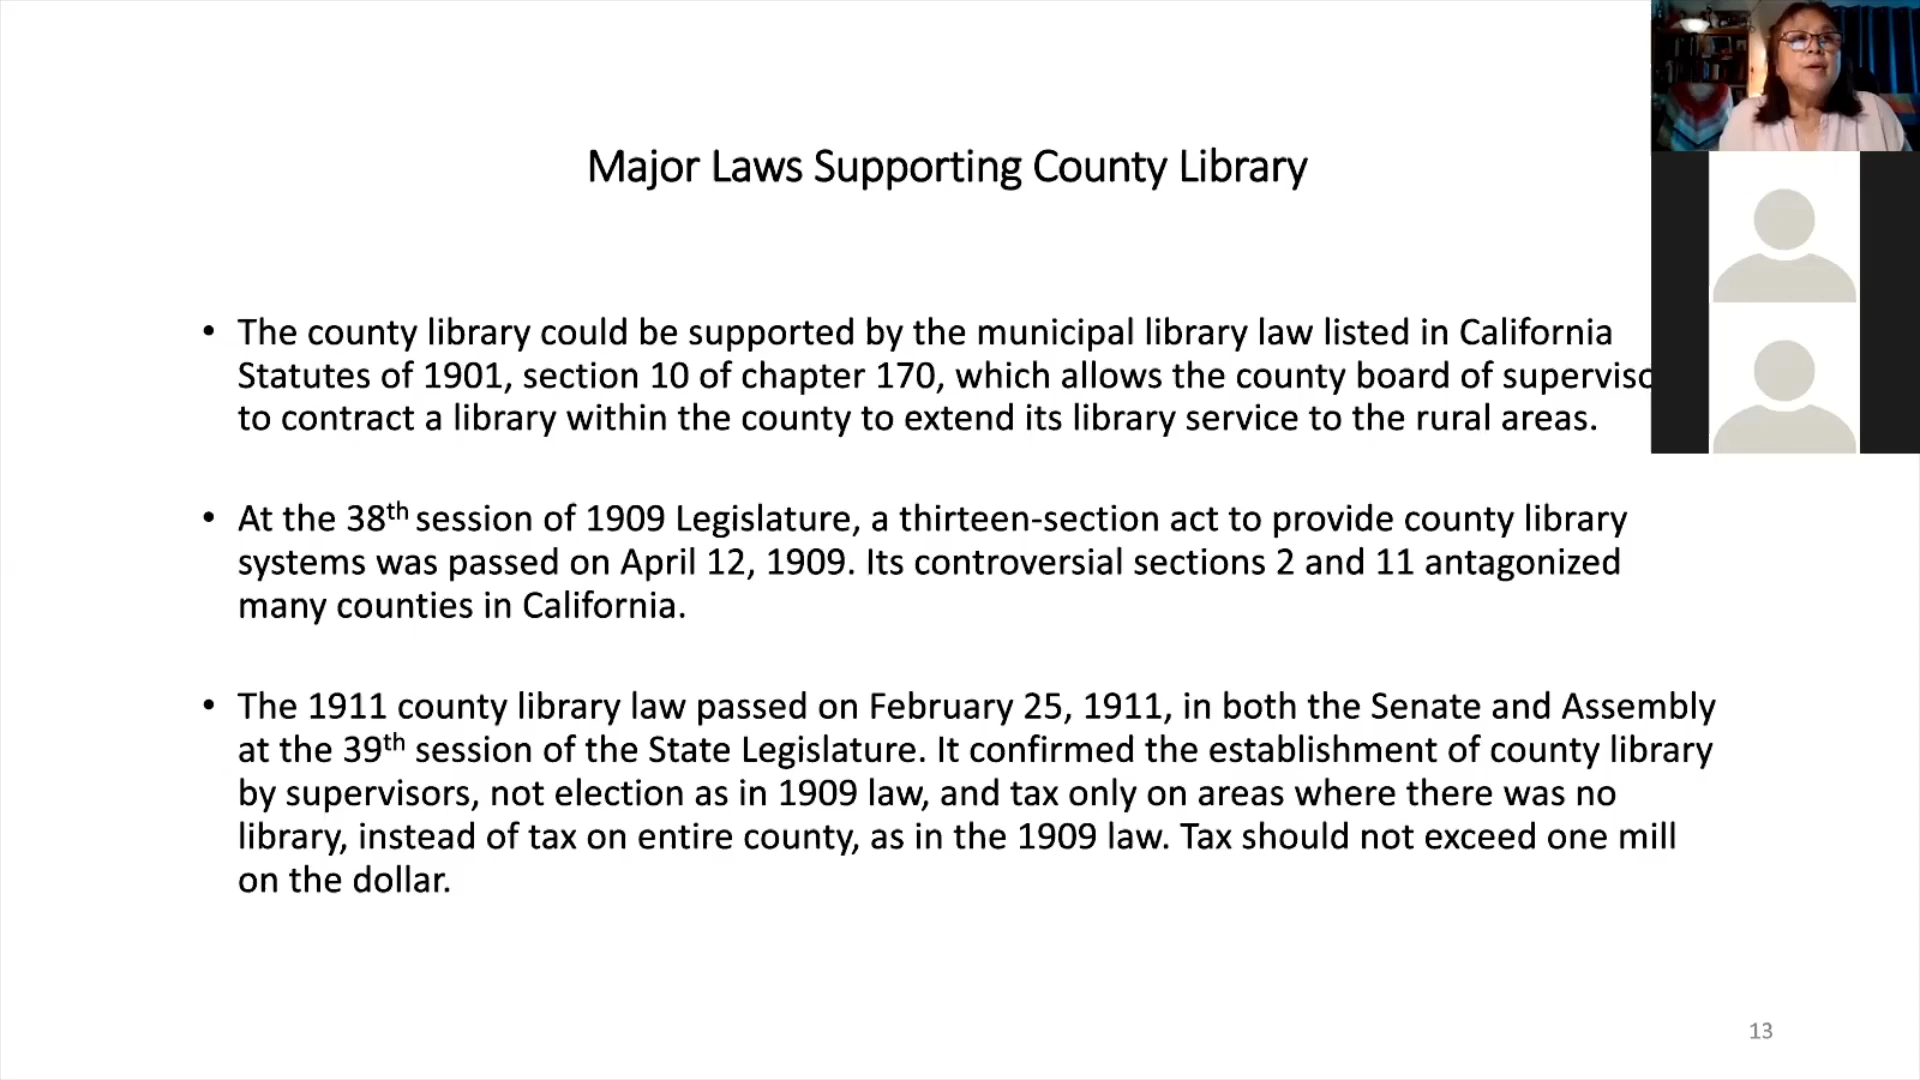 Major Laws Supporting County Library
• The county library could be supported by the municipal library law listed in California
Statutes of 1901, section 10 of chapter 170, which allows the county board of
to contract a library within the county to extend its library service to the rural areas.
• At the 38th session of 1909 Legislature, a thirteen-section act to provide county library
systems was passed on April 12, 1909. Its controversial sections 2 and 11 antagonized
many counties in California.
• The 1911 county library law passed on February 25, 1911, in both the Senate and Assembly
at the 39th session of the State Legislature. It confirmed the establishment of county library
by supervisors, not election as in 1909 law, and tax only on areas where there was no
library, instead of tax on entire county, as in the 1909 law. Tax should not exceed one mill
on the dollar.
13